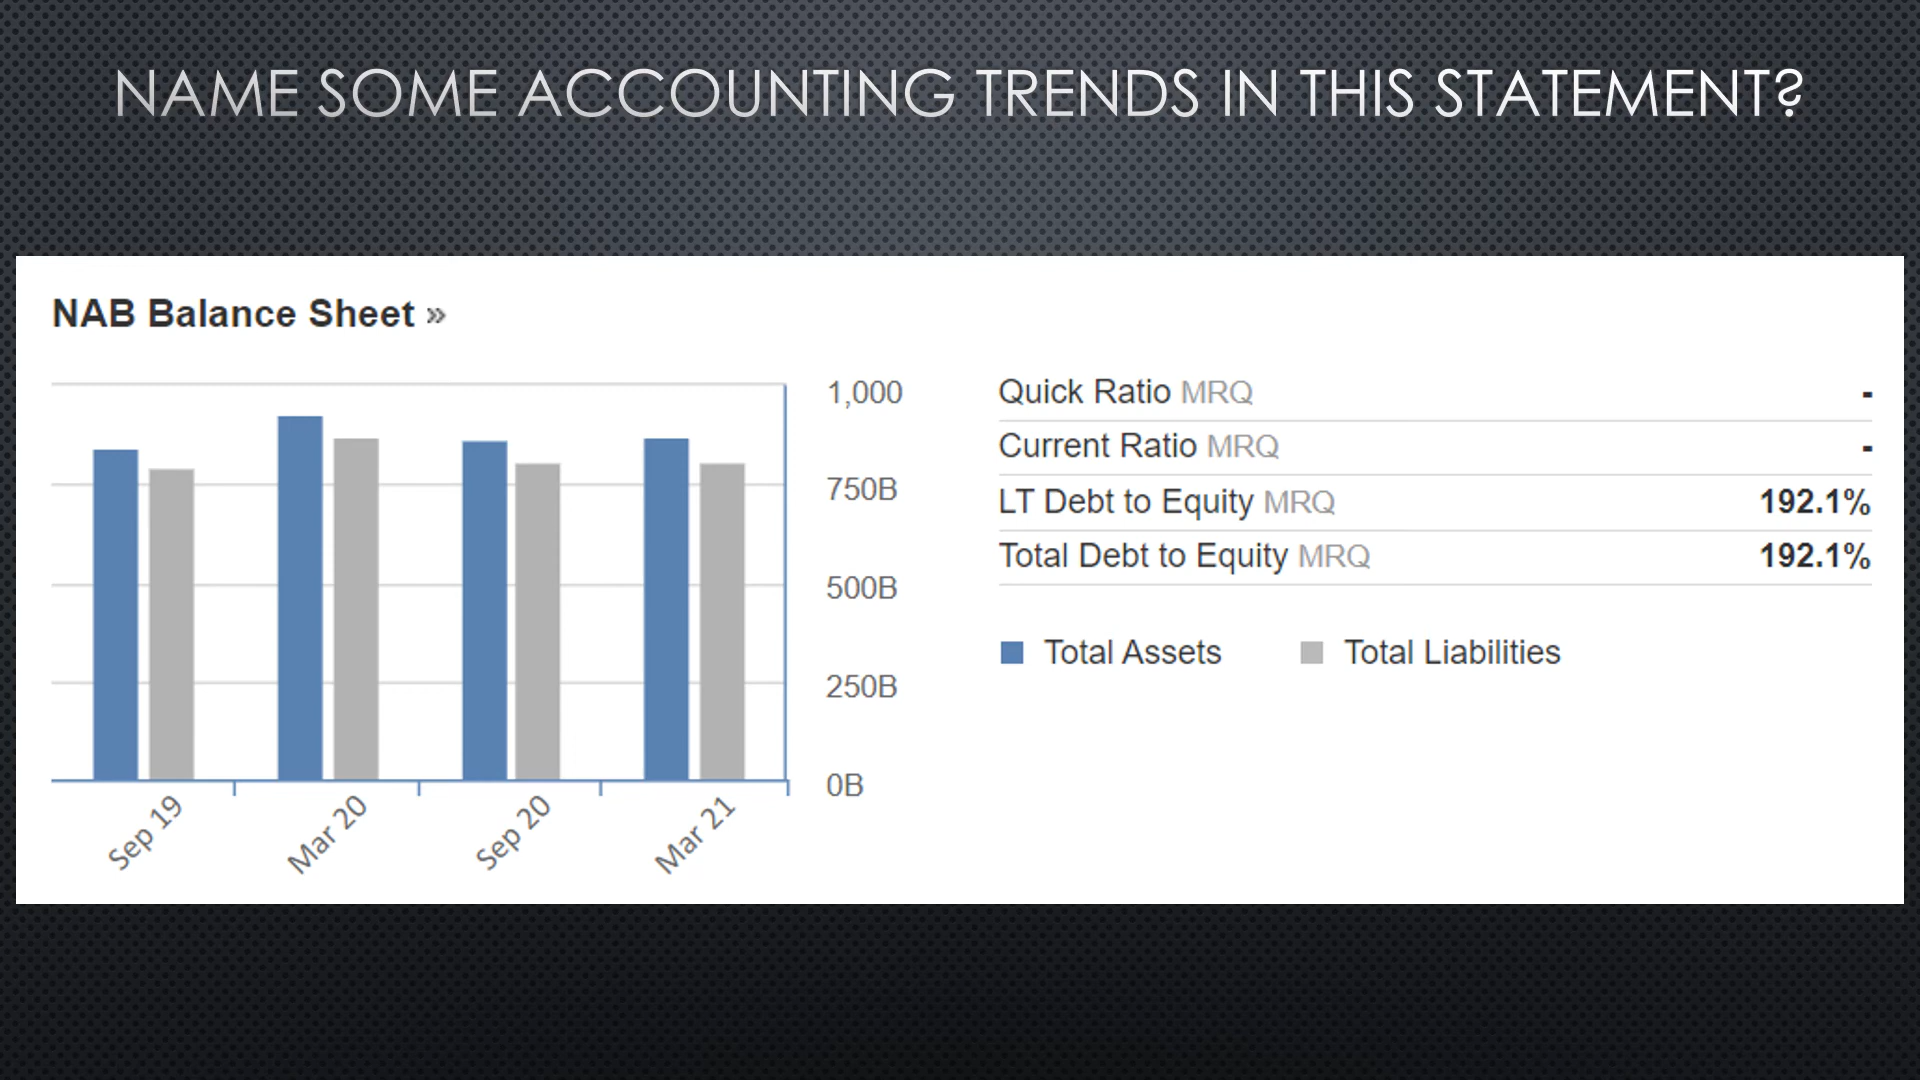 NAME SOME ACCOUNTING TRENDS IN THIS STATEMENT?
NAB Balance Sheet »
1,000
750B
500B
250B
0B
Sep 19
Mar 20
Sep 20
Mar 21
Quick Ratio MRQ -
Current Ratio MRQ -
LT Debt to Equity MRQ 192.1%
Total Debt to Equity MRQ 192.1%
Total Assets Total Liabilities